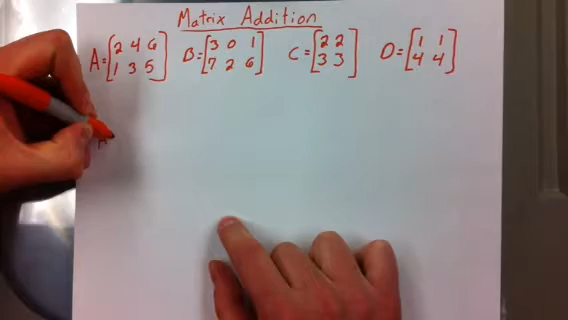 Matrix Addition
A=[2 4 6 B=[3 0 1] C=[2 2] D=[1 1]
1 3 5] 7 2 6 3 3 4 4
A